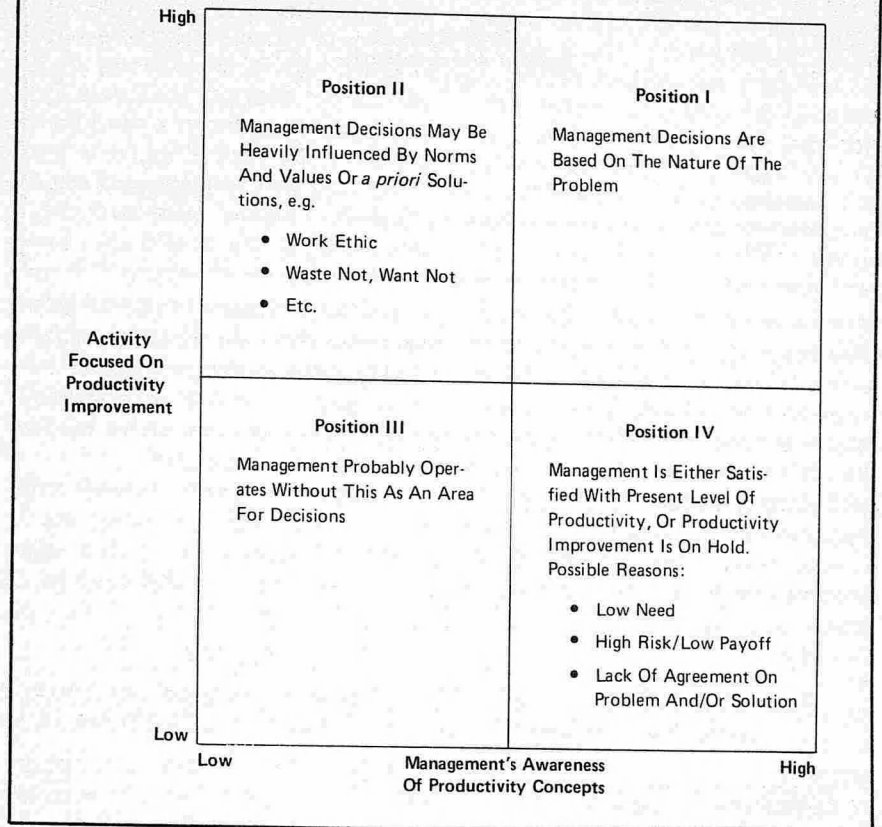 High
Position II
Management Decisions May Be
Heavily Influenced By Norms
And Values Or a priori Solu-
tions, e.g.
• Work Ethic
• Waste Not, Want Not
• Etc.
Position I
Management Decisions Are
Based On The Nature Of The
Problem
Activity
Focused On
Productivity
Improvement
Position III
Management Probably Oper-
ates Without This As An Area
For Decisions
Position IV
Management Is Either Satis-
fied With Present Level Of
Productivity, Or Productivity
Improvement Is On Hold.
Possible Reasons:
• Low Need
• High Risk/Low Payoff
• Lack Of Agreement On
Problem And/Or Solution
Low
Low
Management's Awareness
Of Productivity Concepts
High